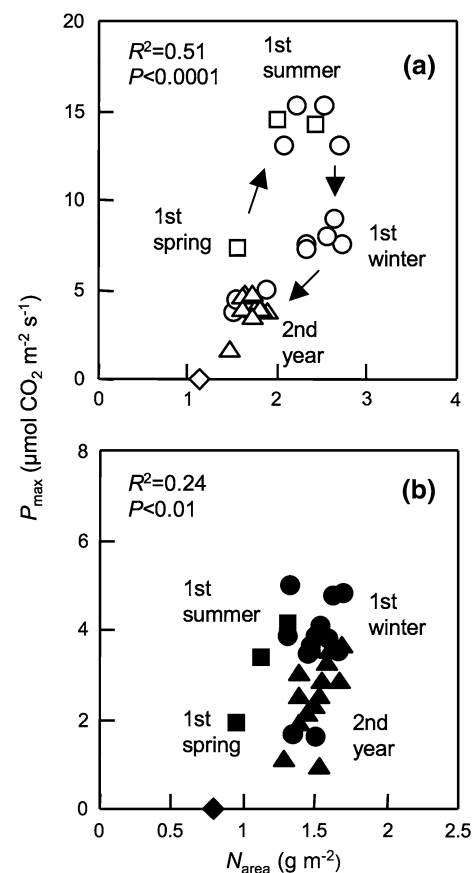 20
R²=0.51
P<0.0001
1st
summer
(a)
15
10
1st
spring
1st
winter
5
2nd
year
0
0 1 2 3 4
Pmax (µmol CO₂ m⁻² s⁻¹)
8
R²=0.24
P<0.01
(b)
6
1st
summer
1st
winter
4
2
1st
spring
2nd
year
0
0 0.5 1 1.5 2 2.5
Narea (g m⁻²)